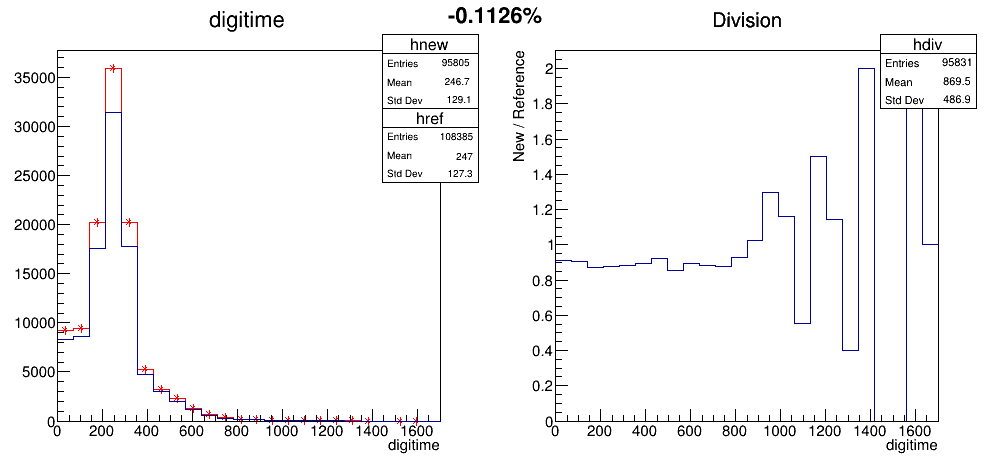 digitime
-0.1126%
Division
hnew
Entries 95805
Mean 246.7
Std Dev 129.1
href
Entries 108385
Mean 247
Std Dev 127.3
35000
30000
25000
20000
15000
10000
5000
0
0 200 400 600 800 1000 1200 1400 1600
digitime
hdiv
Entries 95831
Mean 869.5
Std Dev 486.9
New / Reference
2
1.8
1.6
1.4
1.2
1
0.8
0.6
0.4
0.2
0
0 200 400 600 800 1000 1200 1400 1600
digitime